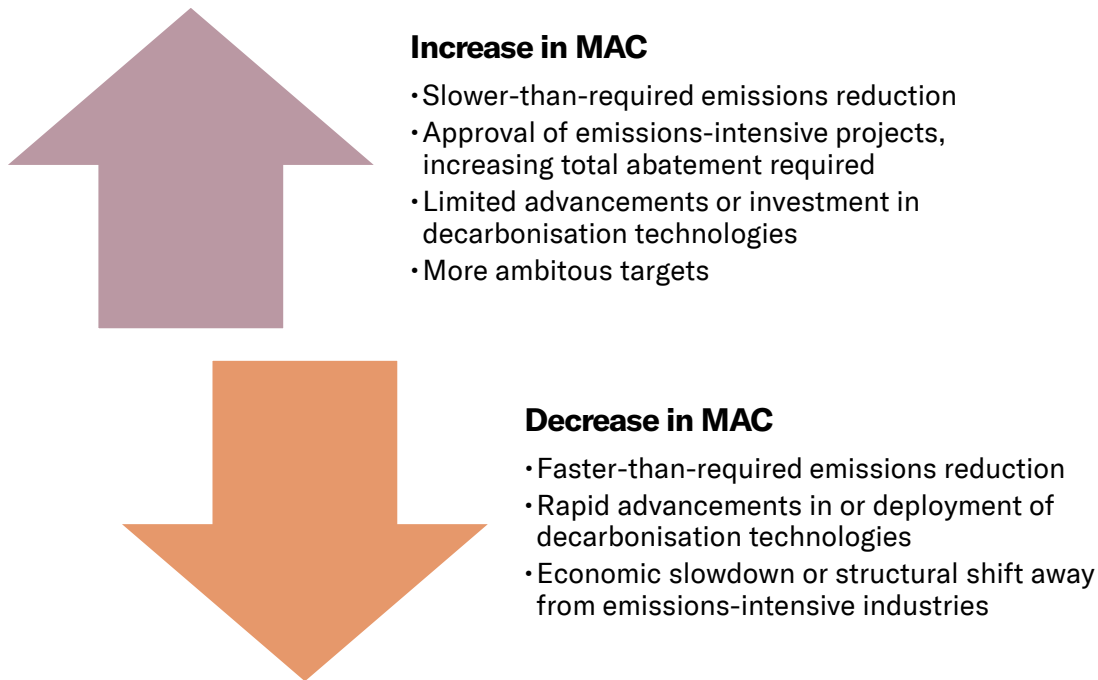 Increase in MAC
•Slower-than-required emissions reduction
•Approval of emissions-intensive projects,
increasing total abatement required
•Limited advancements or investment in
decarbonisation technologies
•More ambitous targets
Decrease in MAC
•Faster-than-required emissions reduction
•Rapid advancements in or deployment of
decarbonisation technologies
•Economic slowdown or structural shift away
from emissions-intensive industries